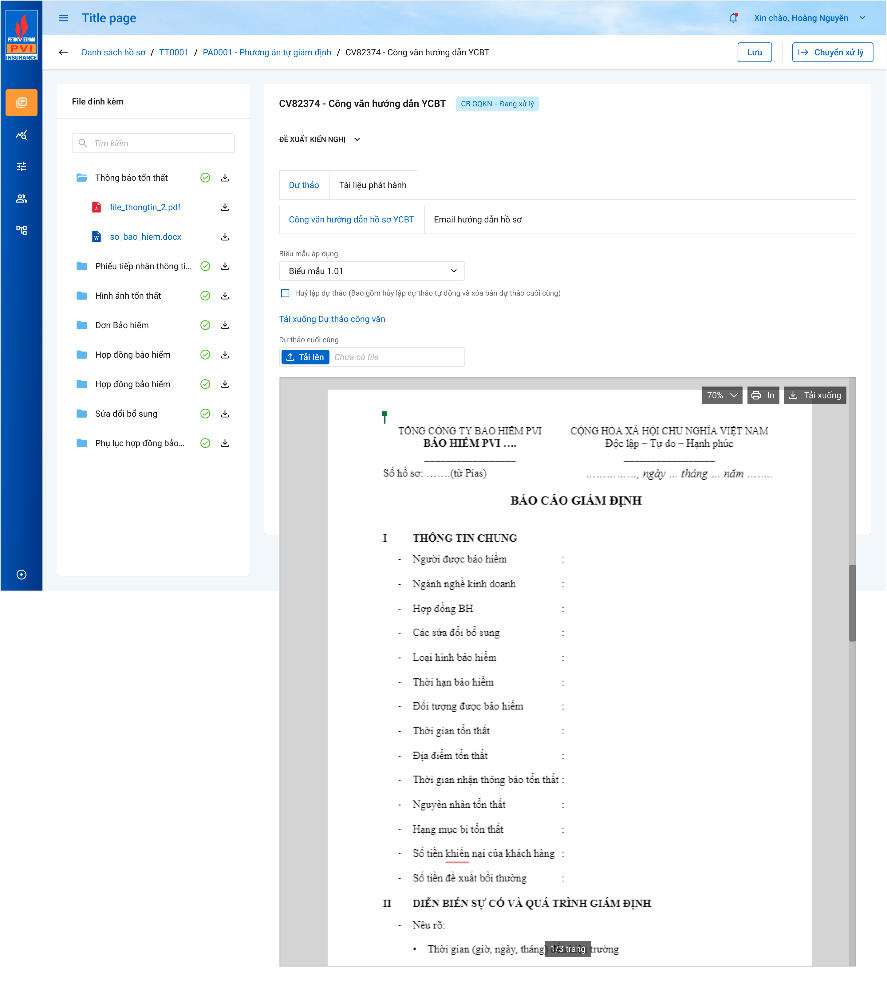 PETROVIETNAM
PVI
INSURANCE
Title page
Xin chào, Hoàng Nguyên
Danh sách hồ sơ / TT0001 / PA0001 - Phương án tự giám định / CV82374 - Công văn hướng dẫn YCBT
Lưu
Chuyển xử lý
File đính kèm
Tìm kiếm
Thông báo tổn thất
file_thongtin_2.pdf
so_bao_hiem.docx
Phiếu tiếp nhận thông ti...
Hình ảnh tổn thất
Đơn Bảo hiểm
Hợp đồng bảo hiểm
Hợp đồng bảo hiểm
Sửa đổi bổ sung
Phụ lục hợp đồng bảo...
CV82374 - Công văn hướng dẫn YCBT
CB GQKN - Đang xử lý
ĐỀ XUẤT KIẾN NGHỊ
Dự thảo
Tài liệu phát hành
Công văn hướng dẫn hồ sơ YCBT
Email hướng dẫn hồ sơ
Biểu mẫu áp dụng
Biểu mẫu 1.01
Huỷ lập dự thảo (Bao gồm hủy lập dự thảo tự động và xóa bản dự thảo cuối cùng)
Tải xuống Dự thảo công văn
Dự thảo cuối cùng
Tải lên
Chưa có file
70%
In
Tải xuống
TỔNG CÔNG TY BẢO HIỂM PVI
BẢO HIỂM PVI ....
CỘNG HOA XÃ HỘI CHỦ NGHĨA VIỆT NAM
Độc lập – Tự do – Hạnh phúc
Số hồ sơ: …….(từ Pias)
……………, ngày … tháng … năm ……..
BÁO CÁO GIÁM ĐỊNH
I THÔNG TIN CHUNG
- Người được bảo hiểm :
- Ngành nghề kinh doanh :
- Hợp đồng BH :
- Các sửa đổi bổ sung :
- Loại hình bảo hiểm :
- Thời hạn bảo hiểm :
- Đối tượng được bảo hiểm :
- Thời gian tổn thất :
- Địa điểm tổn thất :
- Thời gian nhận thông báo tổn thất :
- Nguyên nhân tổn thất :
- Hạng mục bị tổn thất :
- Số tiền khiến nại của khách hàng :
- Số tiền đề xuất bồi thường :
II DIỄN BIẾN SỰ CỐ VÀ QUÁ TRÌNH GIÁM ĐỊNH
- Nêu rõ:
• Thời gian (giờ, ngày, tháng) trường
1/3 trang